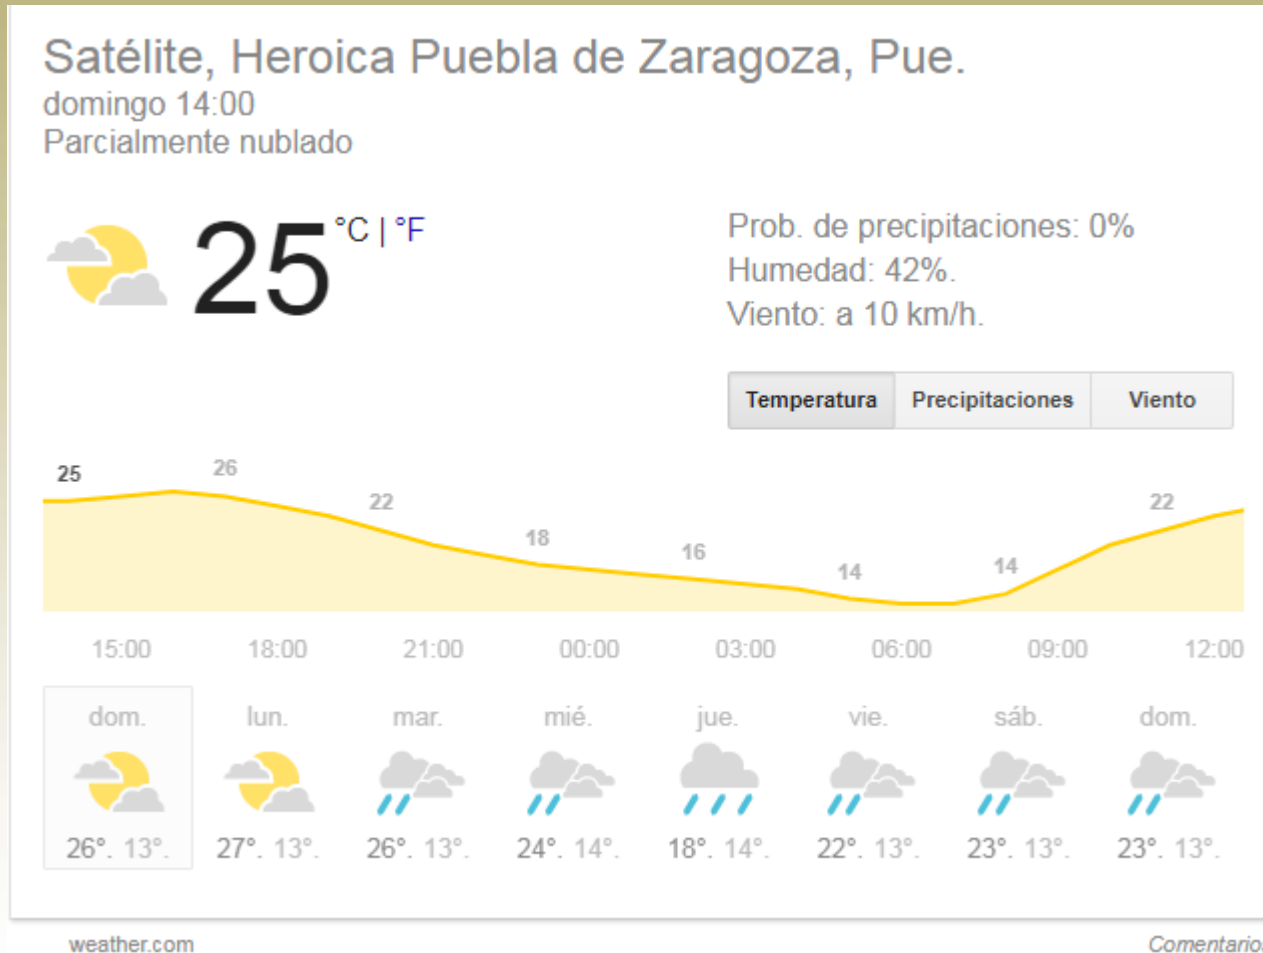 Satélite, Heroica Puebla de Zaragoza, Pue.
domingo 14:00
Parcialmente nublado
25 °C | °F
Prob. de precipitaciones: 0%
Humedad: 42%.
Viento: a 10 km/h.
Temperatura Precipitaciones Viento
25 26 22 18 16 14 14 22
15:00 18:00 21:00 00:00 03:00 06:00 09:00 12:00
dom. lun. mar. mié. jue. vie. sáb. dom.
26°. 13°. 27°. 13°. 26°. 13°. 24°. 14°. 18°. 14°. 22°. 13°. 23°. 13°. 23°. 13°.
weather.com Comentarios